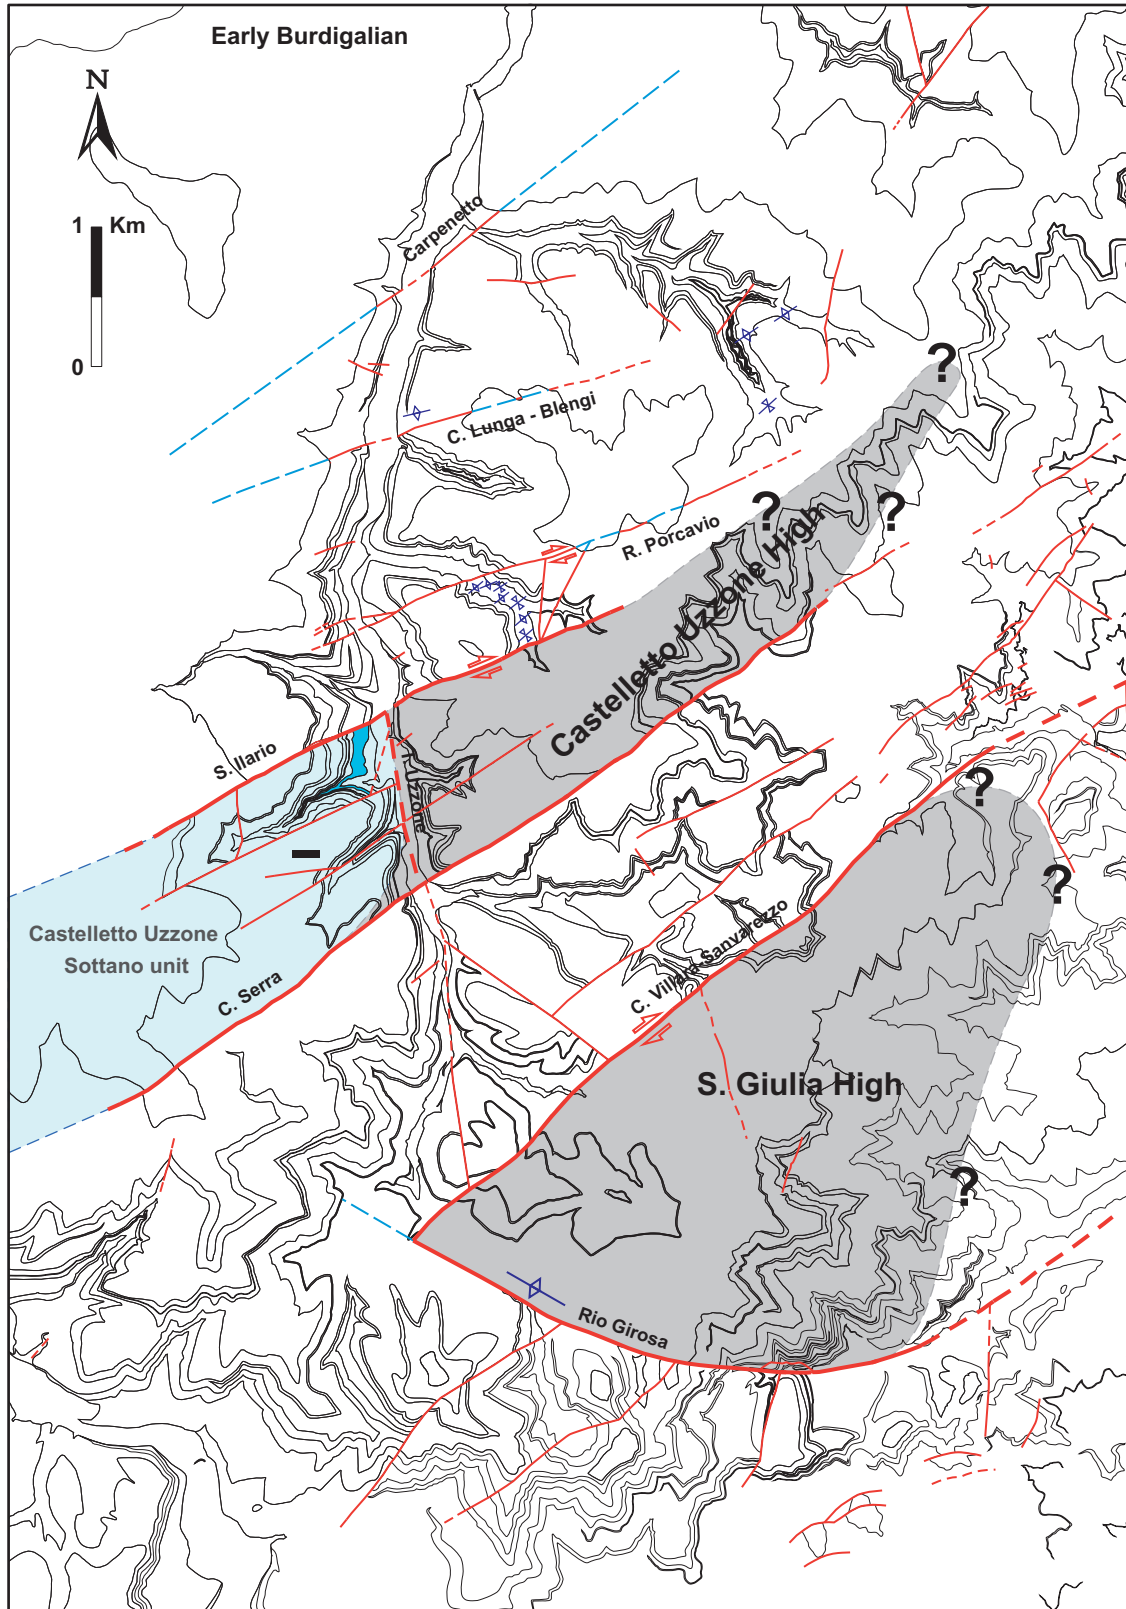 Early Burdigalian
N
1 Km
0
Carpenetto
C. Lunga - Blengi
R. Porcavio
?
?
?
Castelletto Uzzone High
S. Ilario
T. Uzzone
Castelletto Uzzone
Sottano unit
C. Serra
C. Villara-Sanvarezzo
?
?
S. Giulia High
?
Rio Girosa